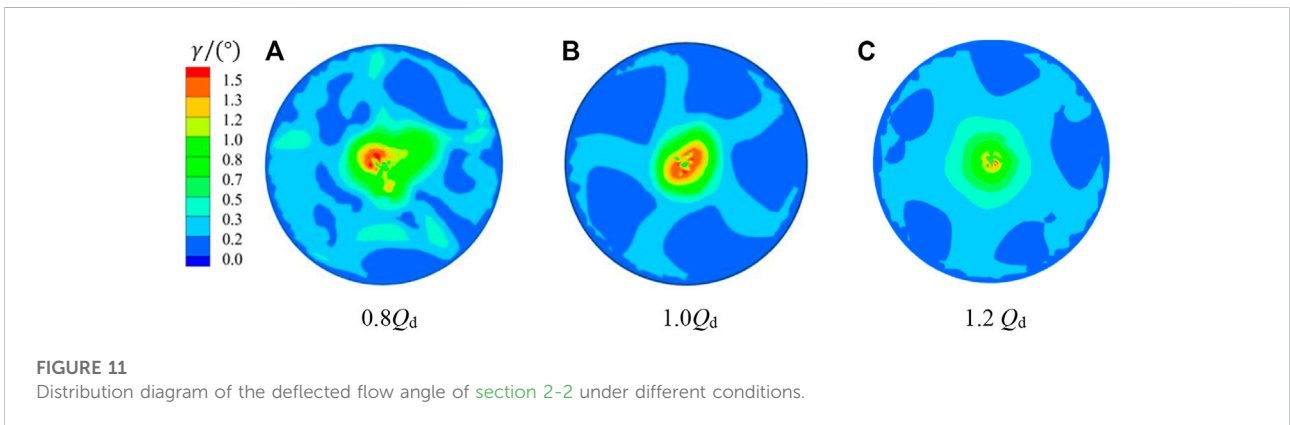 γ/(°)
A
B
C
1.5
1.3
1.2
1.0
0.8
0.7
0.5
0.3
0.2
0.0
0.8Qd
1.0Qd
1.2 Qd
FIGURE 11
Distribution diagram of the deflected flow angle of section 2-2 under different conditions.